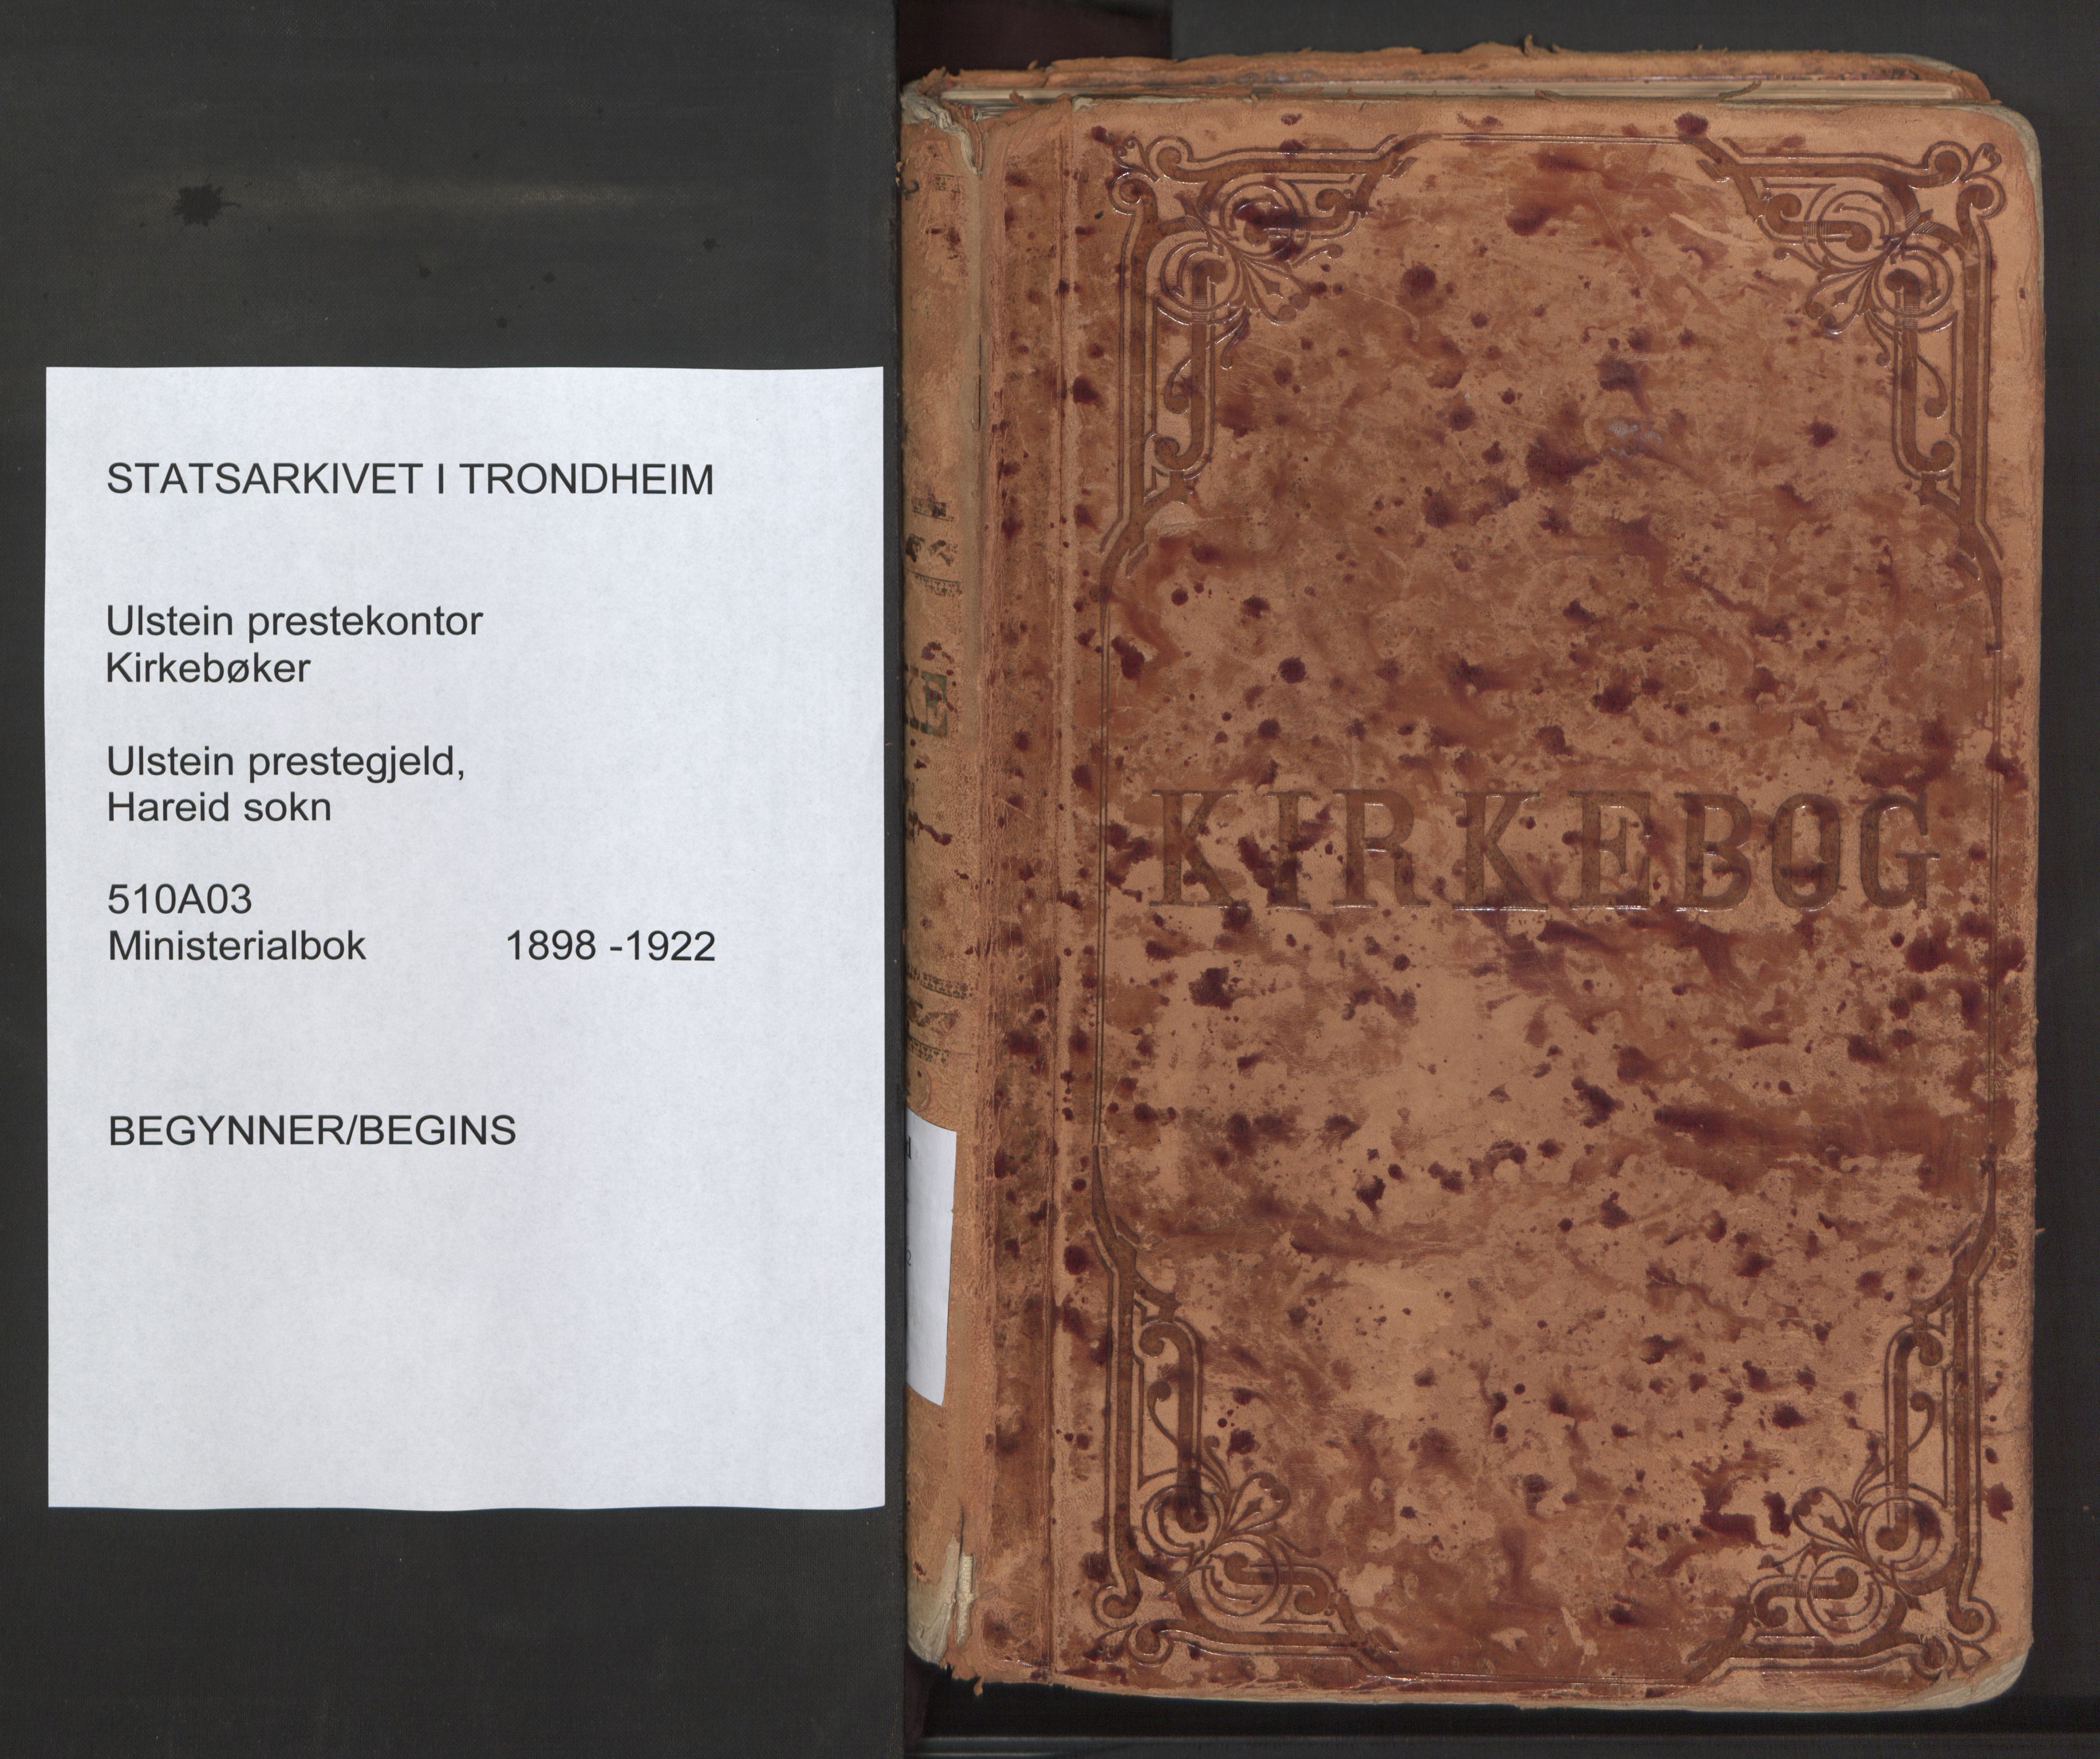 STATSARKIVET I TRONDHEIM
Ulstein prestekontor
Kirkebøker
Ulstein prestegjeld,
Hareid sokn
510A03
Ministerialbok 1898 -1922
BEGYNNER/BEGINS
KIRKEBOG